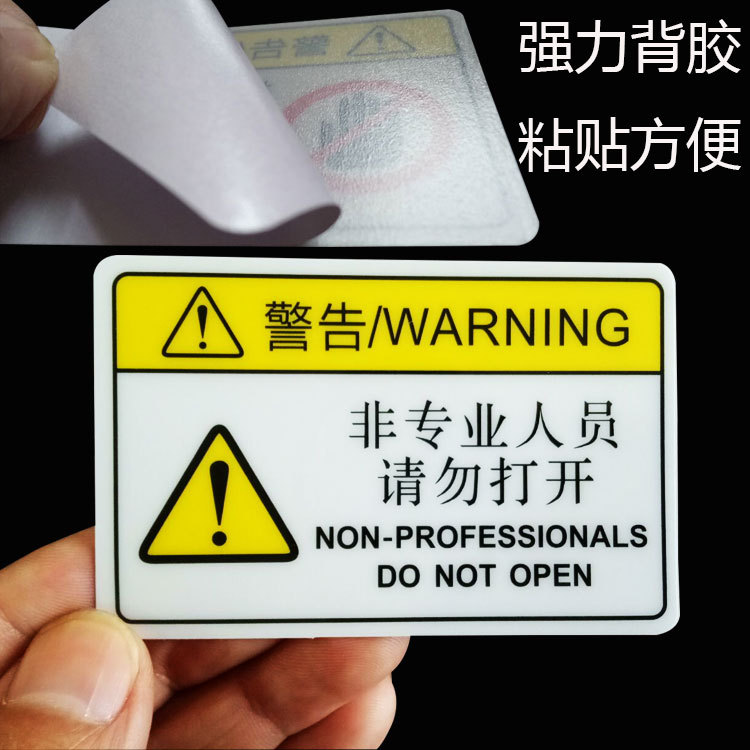 强力背胶
粘贴方便
警告/WARNING
非专业人员
请勿打开
NON-PROFESSIONALS
DO NOT OPEN